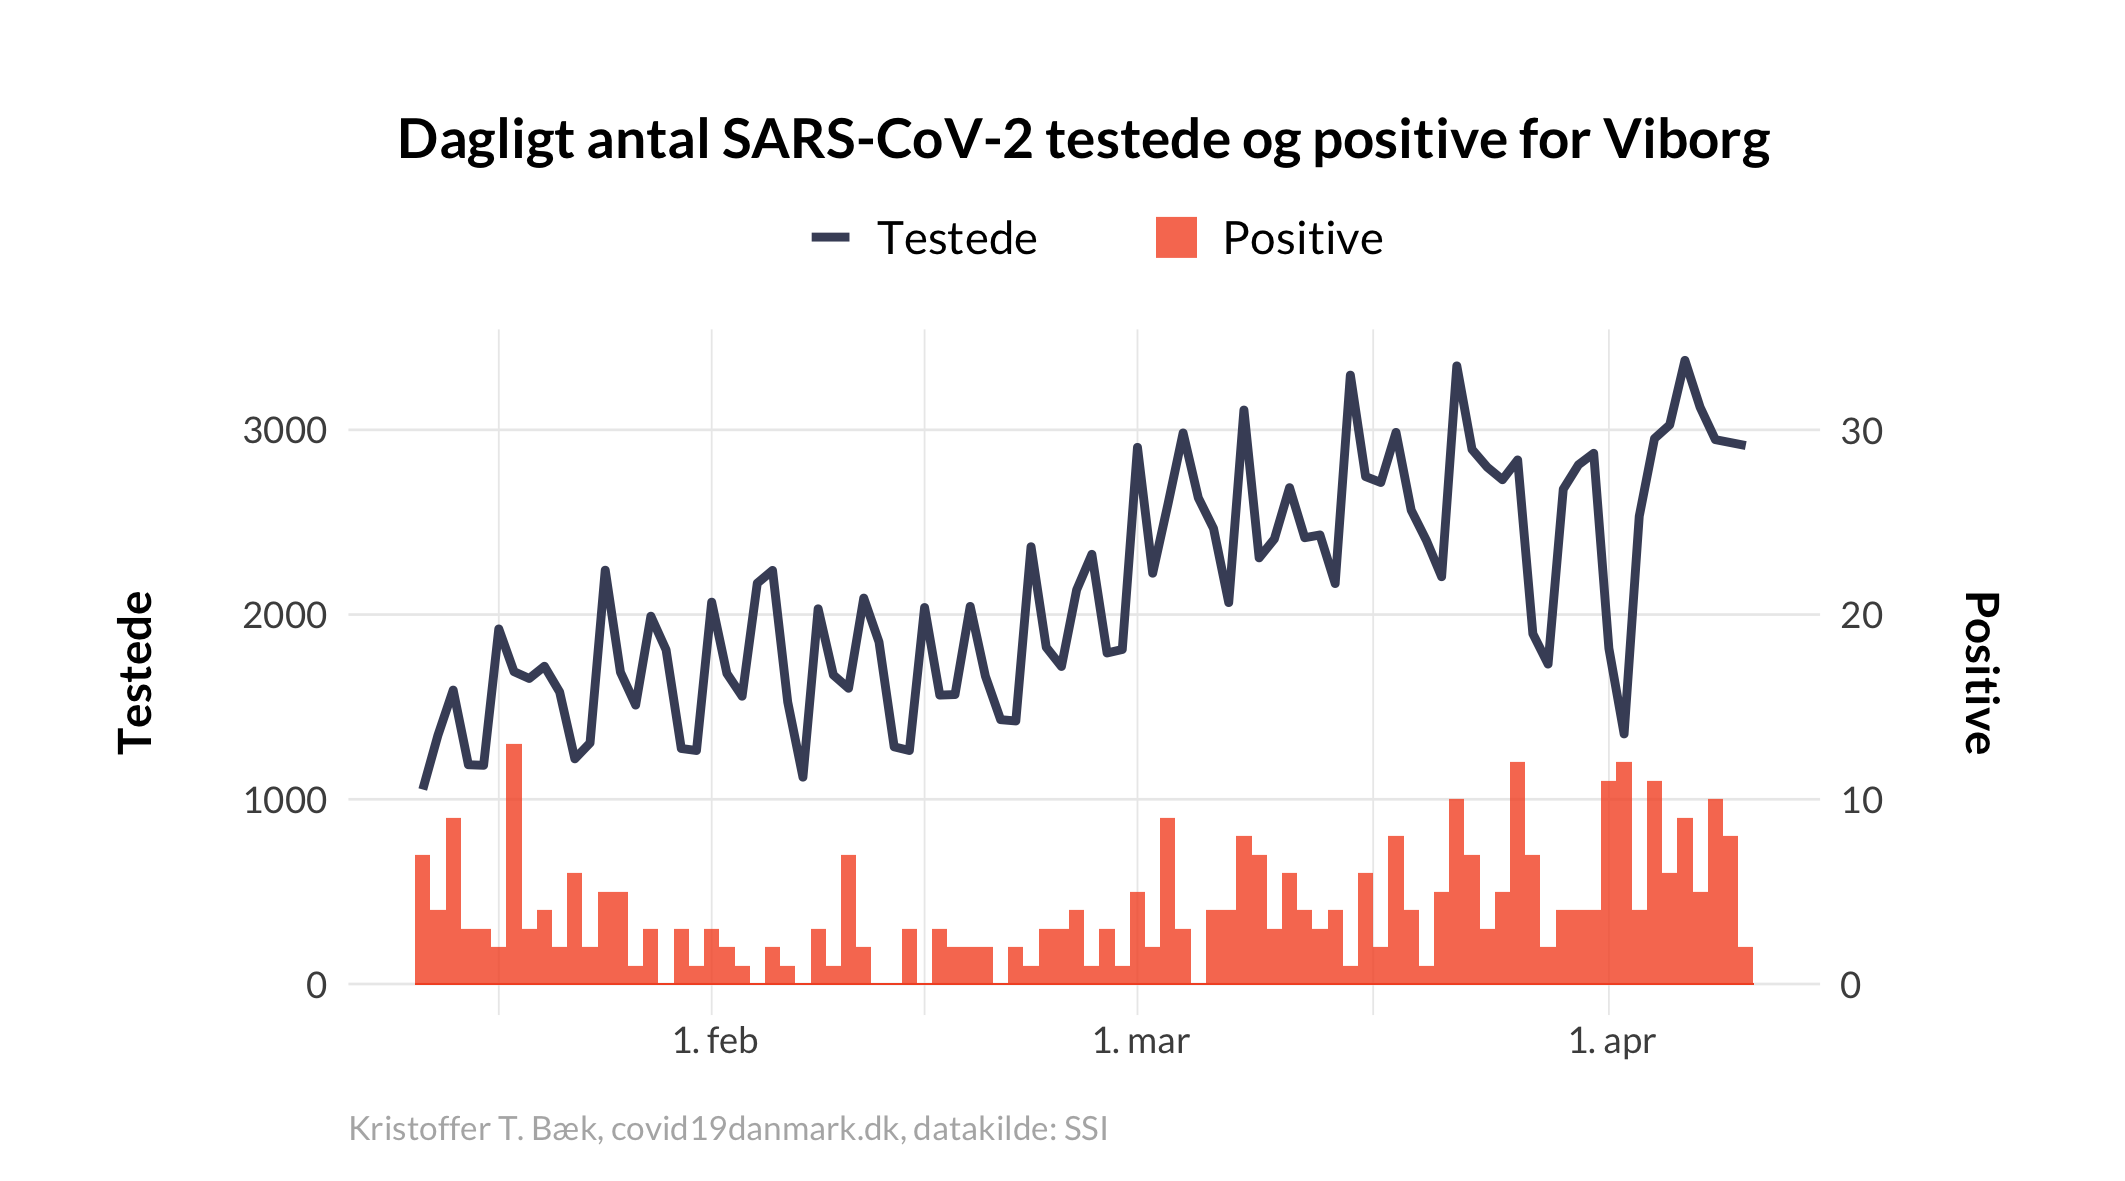 Dagligt antal SARS-CoV-2 testede og positive for Viborg
Testede
Positive
3000
2000
1000
0
Testede
30
20
10
0
Positive
1. feb
1. mar
1. apr
Kristoffer T. Bæk, covid19danmark.dk, datakilde: SSI